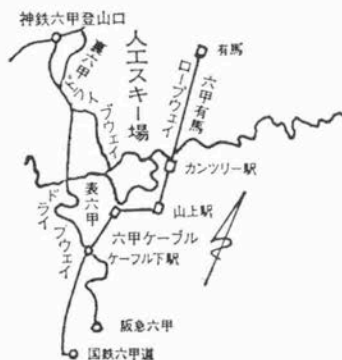 神鉄六甲登山口
裏六甲
ドライブウェイ
人工スキー場
有馬
六甲有馬
ロープウェイ
カンツリー駅
表六甲
ドライブウェイ
山上駅
六甲ケーブル
ケーブル下駅
阪急六甲
国鉄六甲道